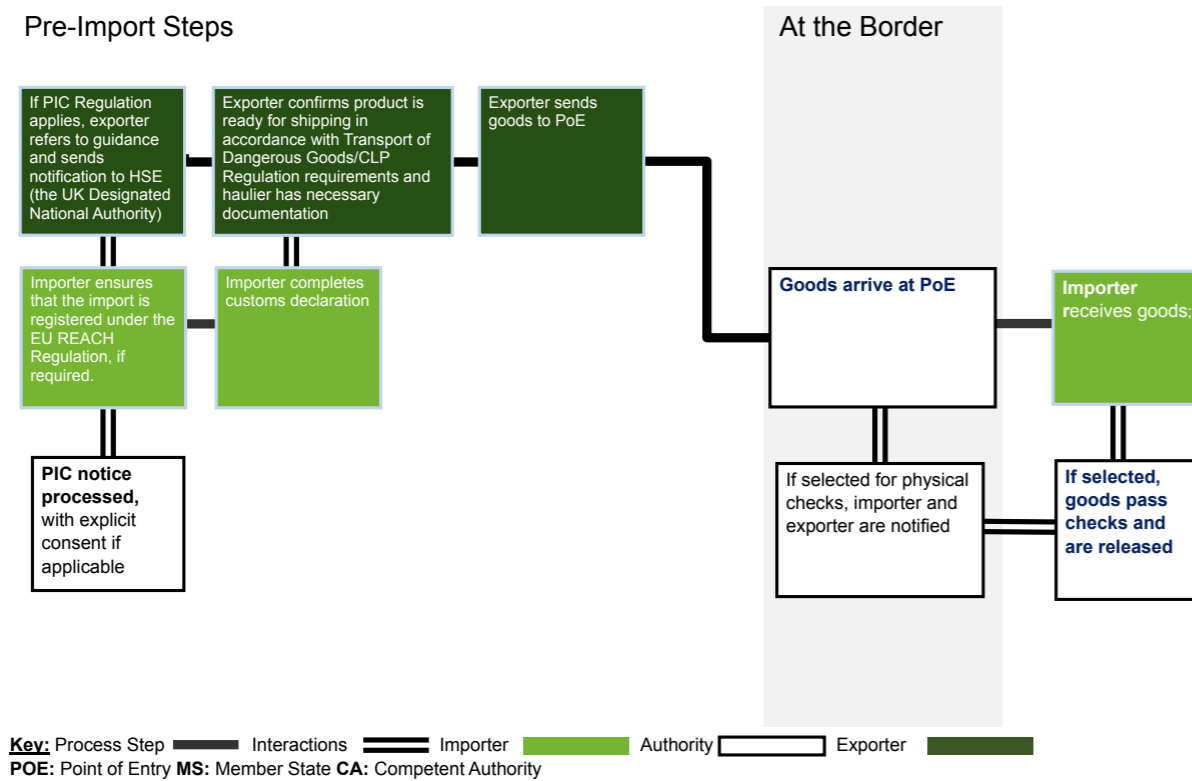 Pre-Import Steps
At the Border
If PIC Regulation
applies, exporter
refers to guidance
and sends
notification to HSE
(the UK Designated
National Authority)
Exporter confirms product is
ready for shipping in
accordance with Transport of
Dangerous Goods/CLP
Regulation requirements and
haulier has necessary
documentation
Exporter sends
goods to PoE
Importer ensures
that the import is
registered under the
EU REACH
Regulation, if
required.
Importer completes
customs declaration
Goods arrive at PoE
Importer
receives goods;
PIC notice
processed,
with explicit
consent if
applicable
If selected for physical
checks, importer and
exporter are notified
If selected,
goods pass
checks and
are released
Key: Process Step Interactions Importer Authority Exporter
POE: Point of Entry MS: Member State CA: Competent Authority